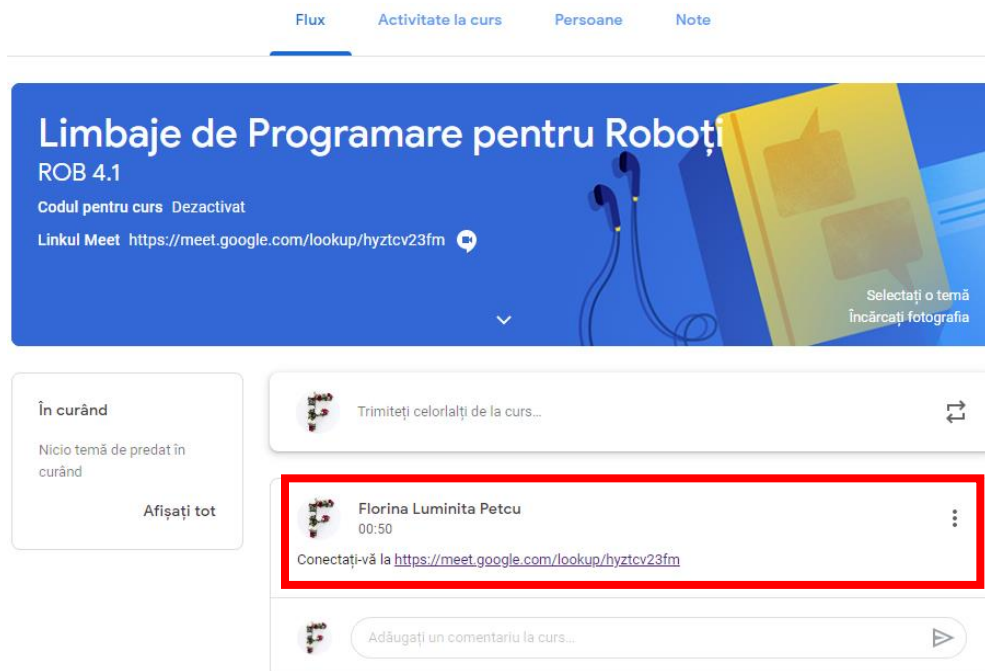 Flux Activitate la curs Persoane Note
Limbaje de Programare pentru Roboți
ROB 4.1
Codul pentru curs Dezactivat
Linkul Meet https://meet.google.com/lookup/hyztcv23fm
Selectați o temă
Încărcați fotografia
În curând
Nicio temă de predat în
curând
Afișați tot
Trimiteți celorlalți de la curs...
Florina Luminita Petcu
00:50
Conectați-vă la https://meet.google.com/lookup/hyztcv23fm
Adăugați un comentariu la curs...